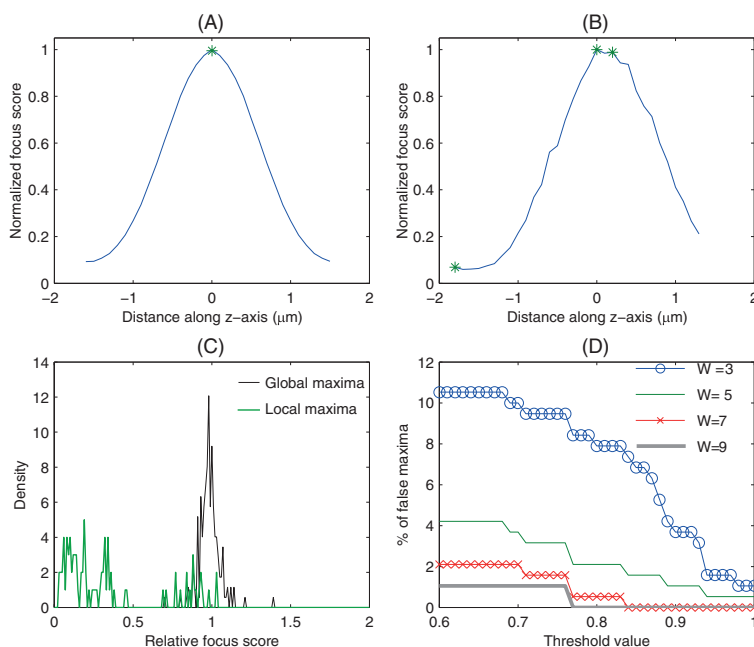 (A)
Normalized focus score
1
0.8
0.6
0.4
0.2
0
−2 −1 0 1 2
Distance along z−axis (μm)
(B)
Normalized focus score
1
0.8
0.6
0.4
0.2
0
−2 −1 0 1 2
Distance along z−axis (μm)
(C)
Density
14
12
10
8
6
4
2
0
Global maxima
Local maxima
0 0.5 1 1.5 2
Relative focus score
(D)
% of false maxima
12
10
8
6
4
2
0
W =3
W= 5
W=7
W=9
0.6 0.7 0.8 0.9 1
Threshold value